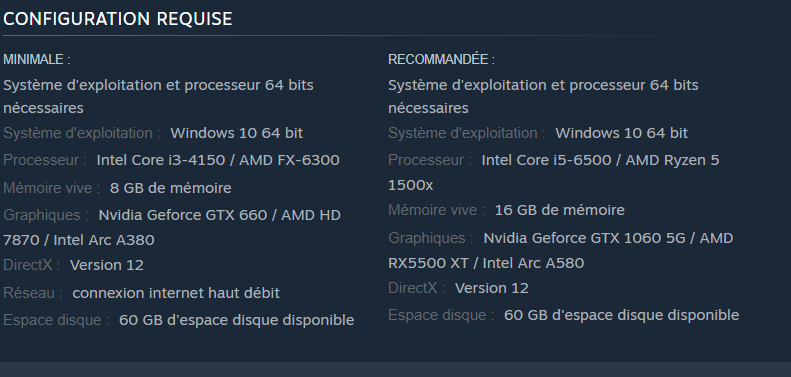 CONFIGURATION REQUISE
MINIMALE :
Système d'exploitation et processeur 64 bits
nécessaires
Système d'exploitation : Windows 10 64 bit
Processeur : Intel Core i3-4150 / AMD FX-6300
Mémoire vive : 8 GB de mémoire
Graphiques : Nvidia Geforce GTX 660 / AMD HD
7870 / Intel Arc A380
DirectX : Version 12
Réseau : connexion internet haut débit
Espace disque : 60 GB d'espace disque disponible
RECOMMANDÉE :
Système d'exploitation et processeur 64 bits
nécessaires
Système d'exploitation : Windows 10 64 bit
Processeur : Intel Core i5-6500 / AMD Ryzen 5
1500x
Mémoire vive : 16 GB de mémoire
Graphiques : Nvidia Geforce GTX 1060 5G / AMD
RX5500 XT / Intel Arc A580
DirectX : Version 12
Espace disque : 60 GB d'espace disque disponible